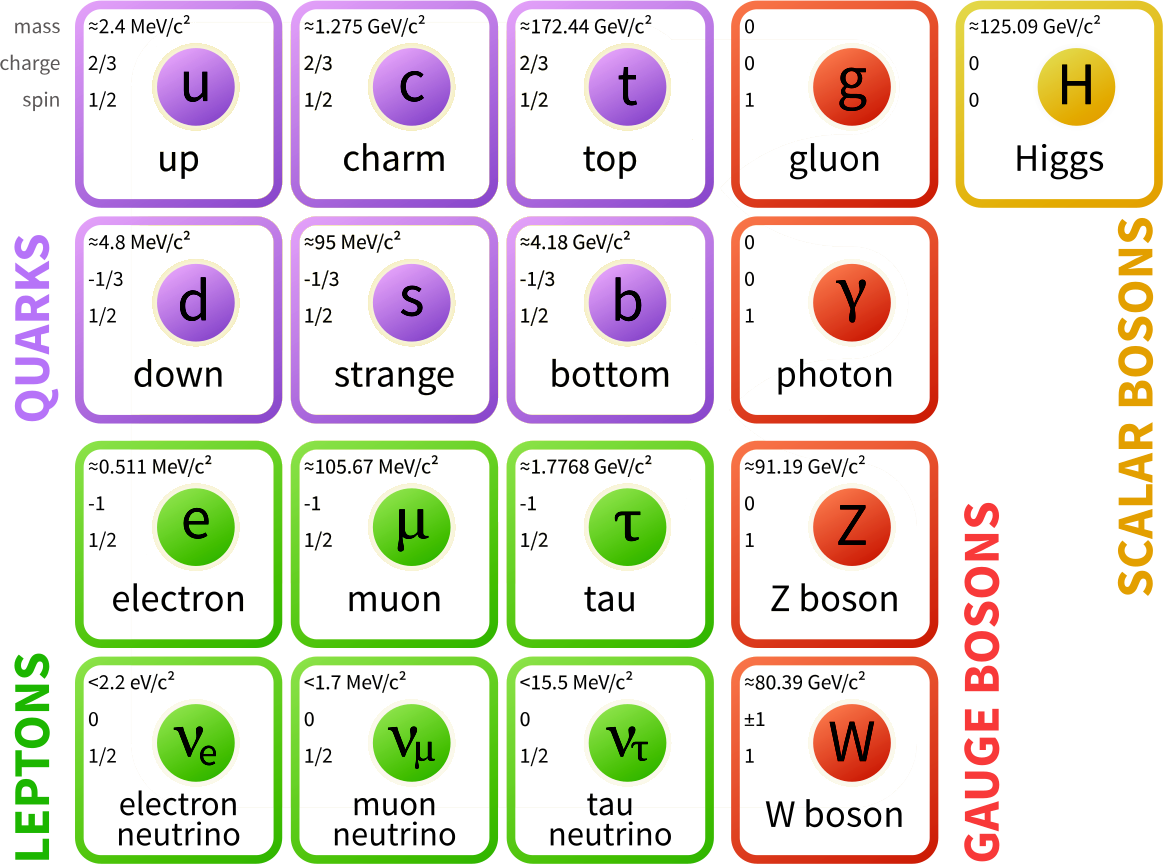 mass
charge
spin
≈2.4 MeV/c²
2/3
1/2
u
up
≈1.275 GeV/c²
2/3
1/2
c
charm
≈172.44 GeV/c²
2/3
1/2
t
top
0
0
1
g
gluon
≈125.09 GeV/c²
0
0
H
Higgs
QUARKS
≈4.8 MeV/c²
-1/3
1/2
d
down
≈95 MeV/c²
-1/3
1/2
s
strange
≈4.18 GeV/c²
-1/3
1/2
b
bottom
0
0
1
γ
photon
SCALAR BOSONS
≈0.511 MeV/c²
-1
1/2
e
electron
≈105.67 MeV/c²
-1
1/2
μ
muon
≈1.7768 GeV/c²
-1
1/2
τ
tau
≈91.19 GeV/c²
0
1
Z
Z boson
LEPTONS
<2.2 eV/c²
0
1/2
νe
electron
neutrino
<1.7 MeV/c²
0
1/2
νμ
muon
neutrino
<15.5 MeV/c²
0
1/2
ντ
tau
neutrino
≈80.39 GeV/c²
±1
1
W
W boson
GAUGE BOSONS